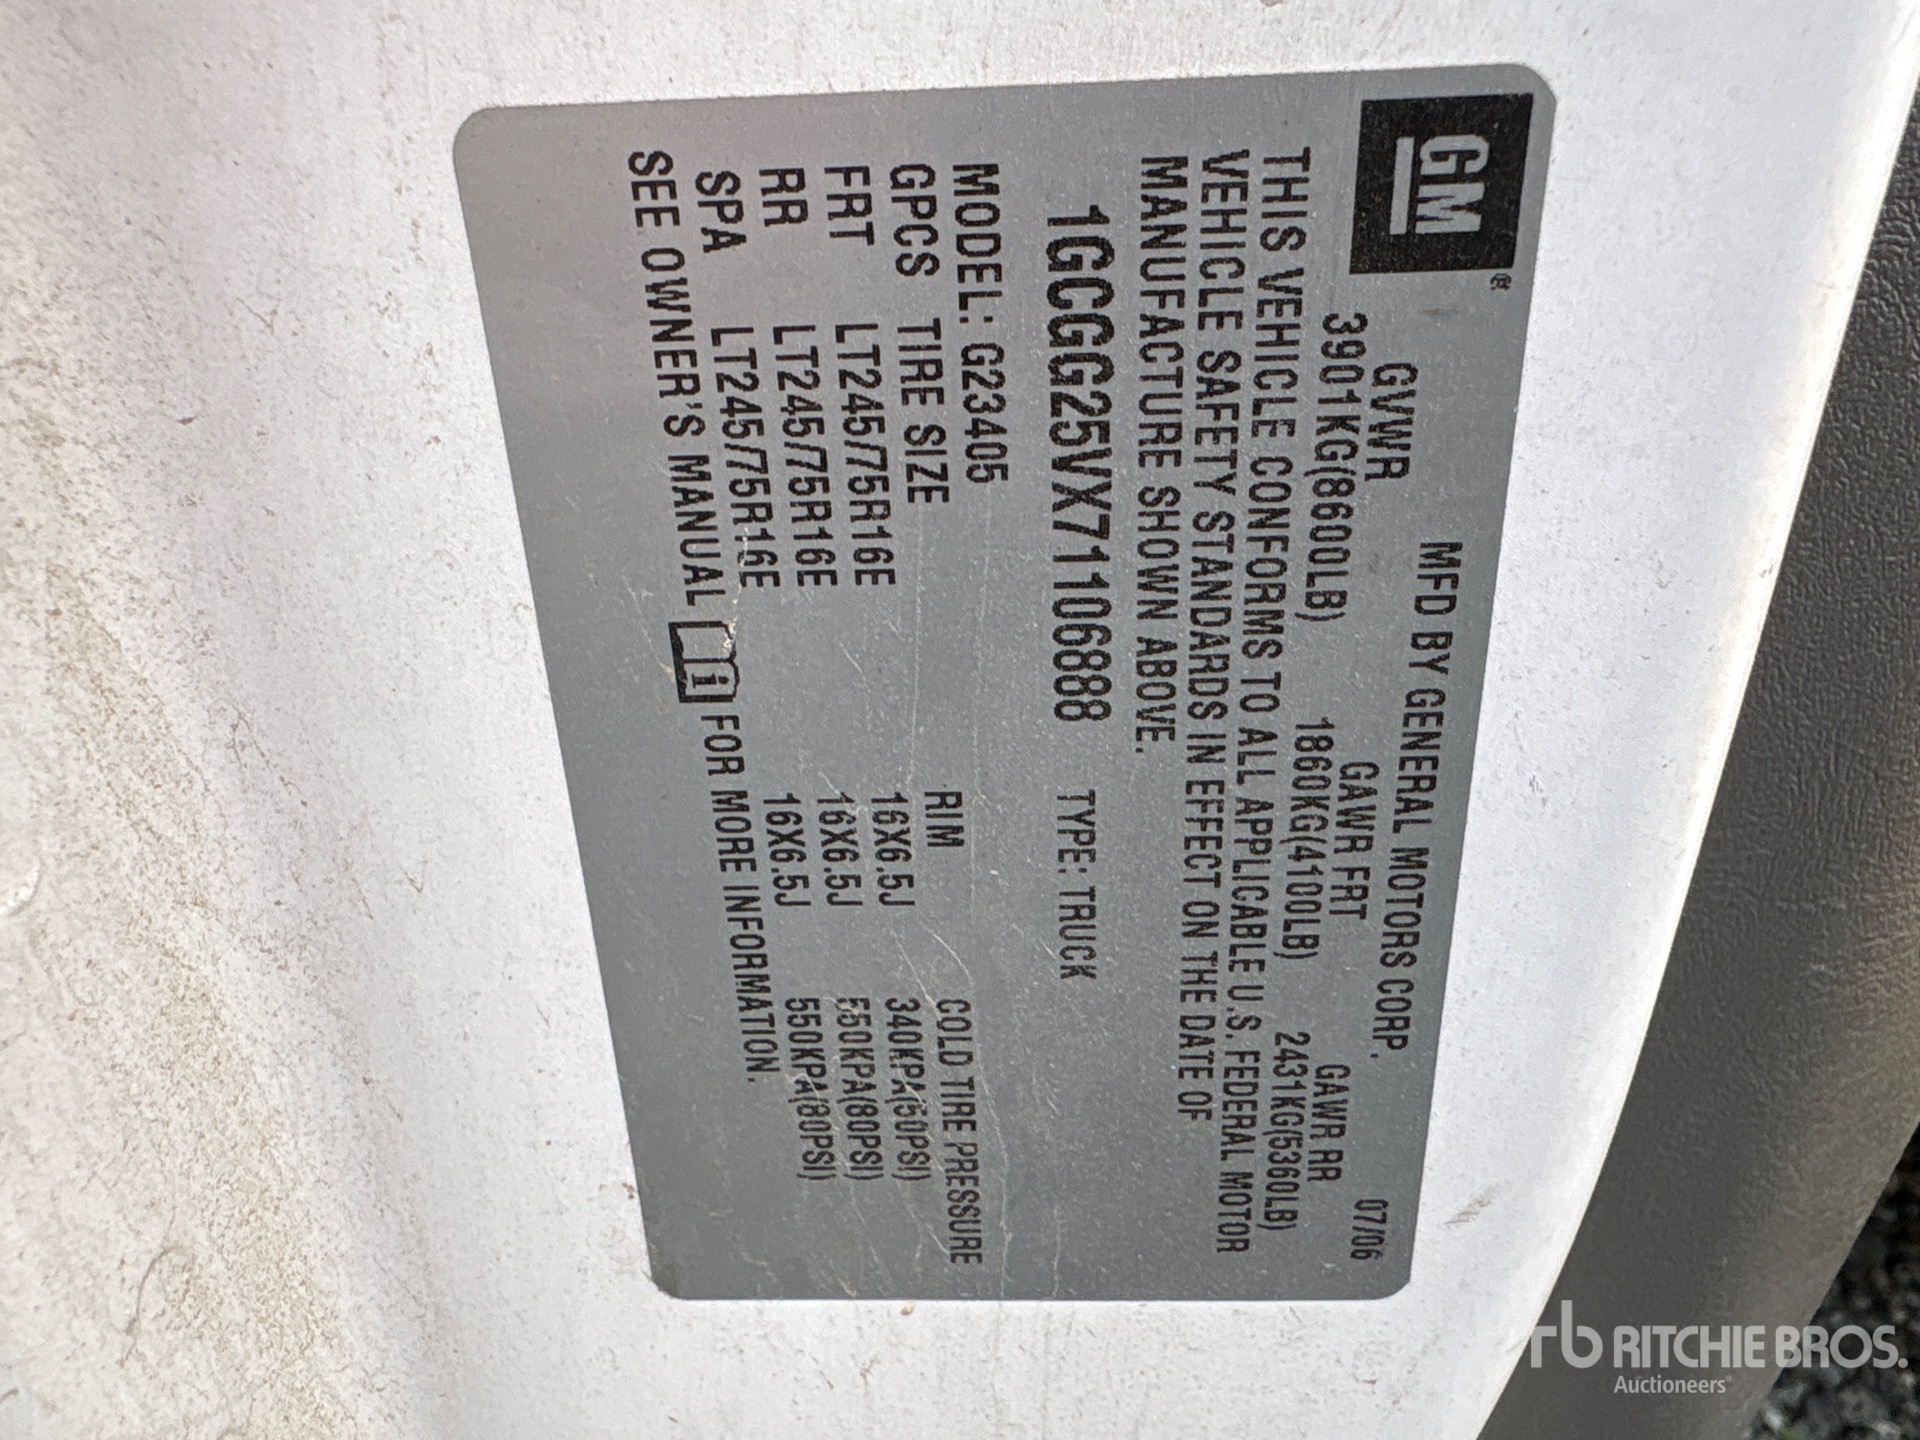 GM®
MFD BY GENERAL MOTORS CORP. 07/06
GVWR GAWR FRT GAWR RR
3901KG(8600LB) 1860KG(4100LB) 2431KG(5360LB)
THIS VEHICLE CONFORMS TO ALL APPLICABLE U.S. FEDERAL MOTOR
VEHICLE SAFETY STANDARDS IN EFFECT ON THE DATE OF
MANUFACTURE SHOWN ABOVE.
1GCGG25VX71106888 TYPE: TRUCK
MODEL: G23405
GPCS TIRE SIZE RIM COLD TIRE PRESSURE
FRT LT245/75R16E 16X6.5J 340KPA(50PSI)
RR LT245/75R16E 16X6.5J 550KPA(80PSI)
SPA LT245/75R16E 16X6.5J 550KPA(80PSI)
SEE OWNER'S MANUAL i FOR MORE INFORMATION.
rb RITCHIE BROS.
Auctioneers